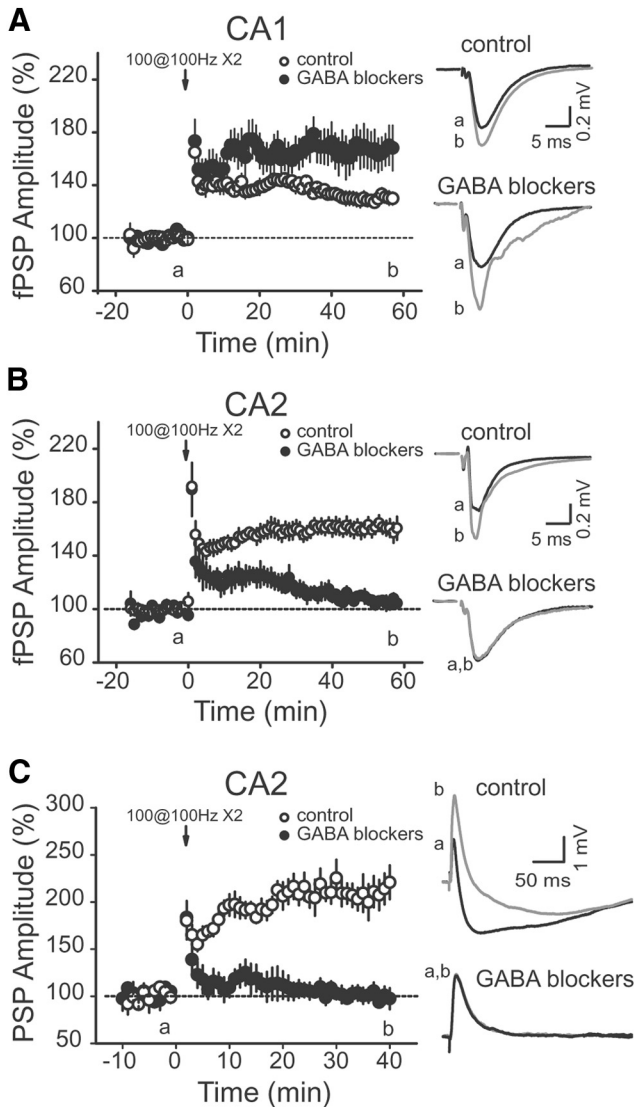 A
CA1
100@100Hz X2
control
GABA blockers
fPSP Amplitude (%)
220
180
140
100
60
a
b
-20
0
20
40
60
Time (min)
control
a
b
0.2 mV
5 ms
GABA blockers
a
b
B
CA2
100@100Hz X2
control
GABA blockers
fPSP Amplitude (%)
220
180
140
100
60
a
b
-20
0
20
40
60
Time (min)
control
a
b
0.2 mV
5 ms
GABA blockers
a,b
C
CA2
100@100Hz X2
control
GABA blockers
PSP Amplitude (%)
300
250
200
150
100
50
a
b
-10
0
10
20
30
40
Time (min)
b
control
a
1 mV
50 ms
a,b
GABA blockers